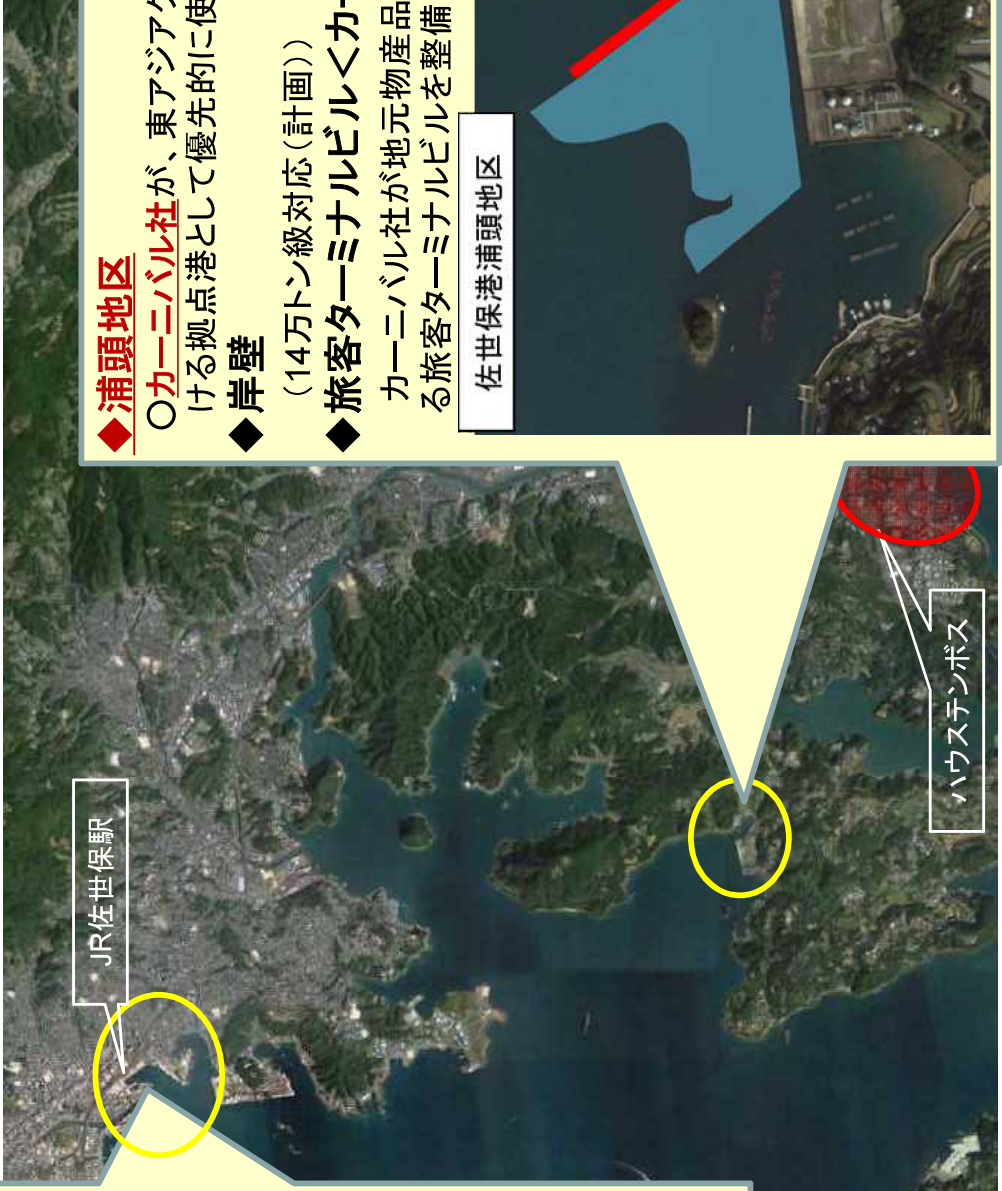 ◆浦頭地区
○カーニバル社が、東アジアク
ける拠点港として優先的に使
◆岸壁
(14万トン級対応(計画))
◆旅客ターミナルビル<カー
カーニバル社が地元物産品
る旅客ターミナルビルを整備
佐世保港浦頭地区
JR佐世保駅
ハウステンボス